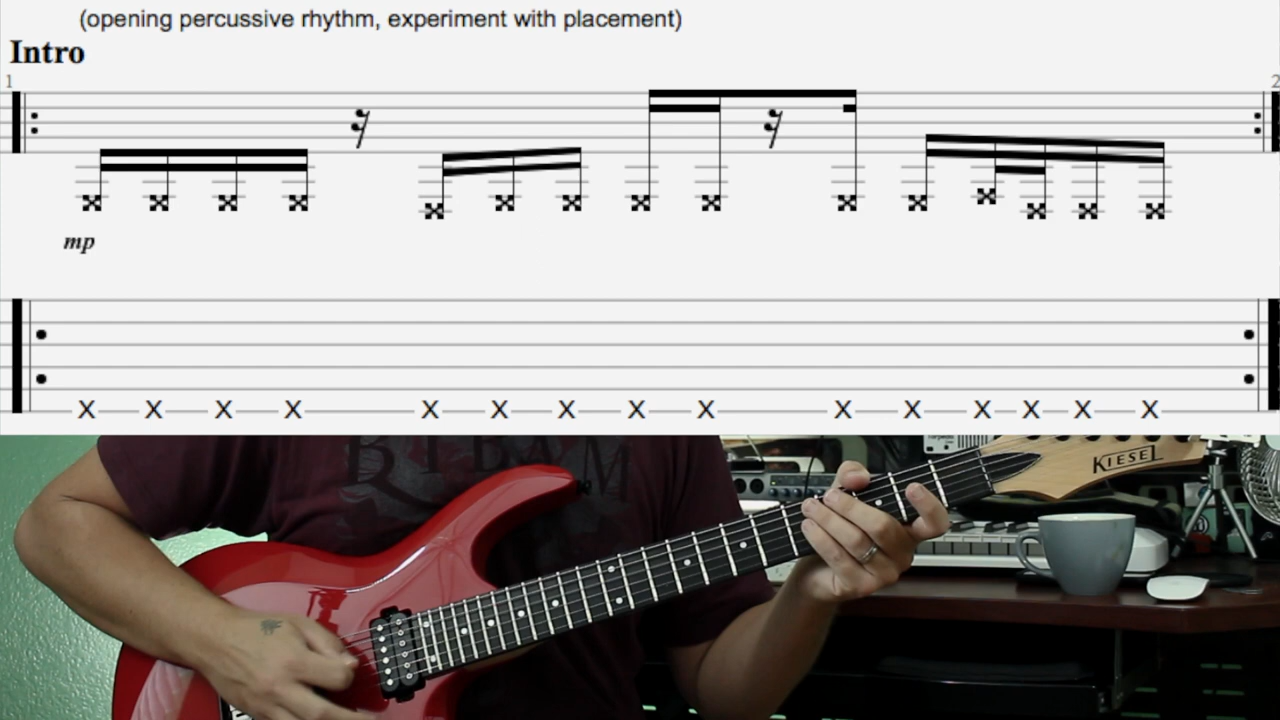 (opening percussive rhythm, experiment with placement)
Intro
1
2
mp
X X X X X X X X X X X X X X X
KIESEL